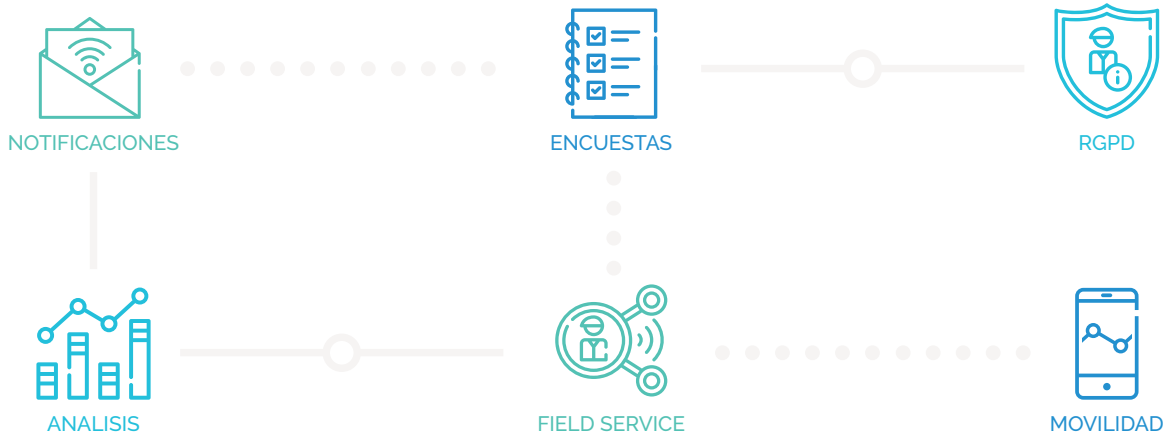 NOTIFICACIONES
ENCUESTAS
RGPD
ANALISIS
FIELD SERVICE
MOVILIDAD